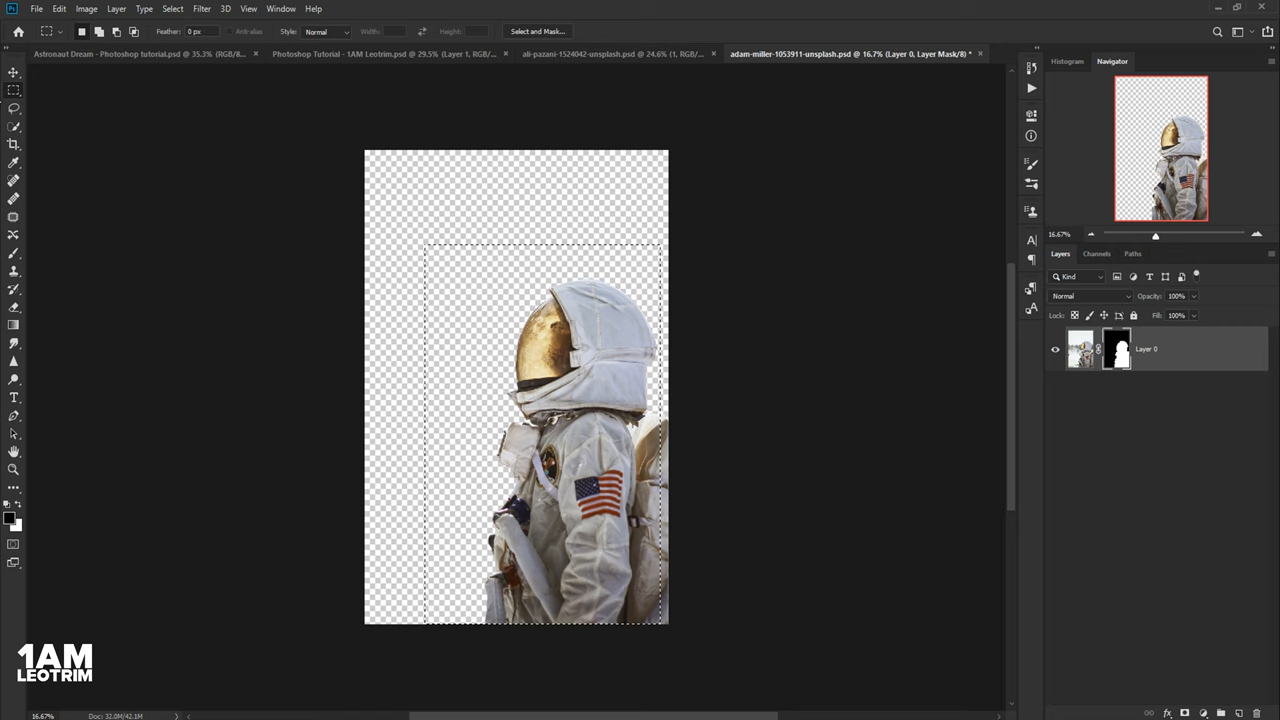 Ps File Edit Image Layer Type Select Filter 3D View Window Help
Feather: 0 px Anti-alias Style: Normal Width: Height: Select and Mask...
Astronaut Dream - Photoshop tutorial.psd @ 35.3% (RGB/8... × Photoshop Tutorial - 1AM Leotrim.psd @ 29.5% (Layer 1, RGB/... × ali-pazani-1524042-unsplash.psd @ 24.6% (1, RGB/... × adam-miller-1053911-unsplash.psd @ 16.7% (Layer 0, Layer Mask/8) * ×
Histogram Navigator
16.67%
Layers Channels Paths
Kind
Normal Opacity: 100%
Lock: Fill: 100%
Layer 0
1AM
LEOTRIM
16.67% Doc: 32.0M/42.1M